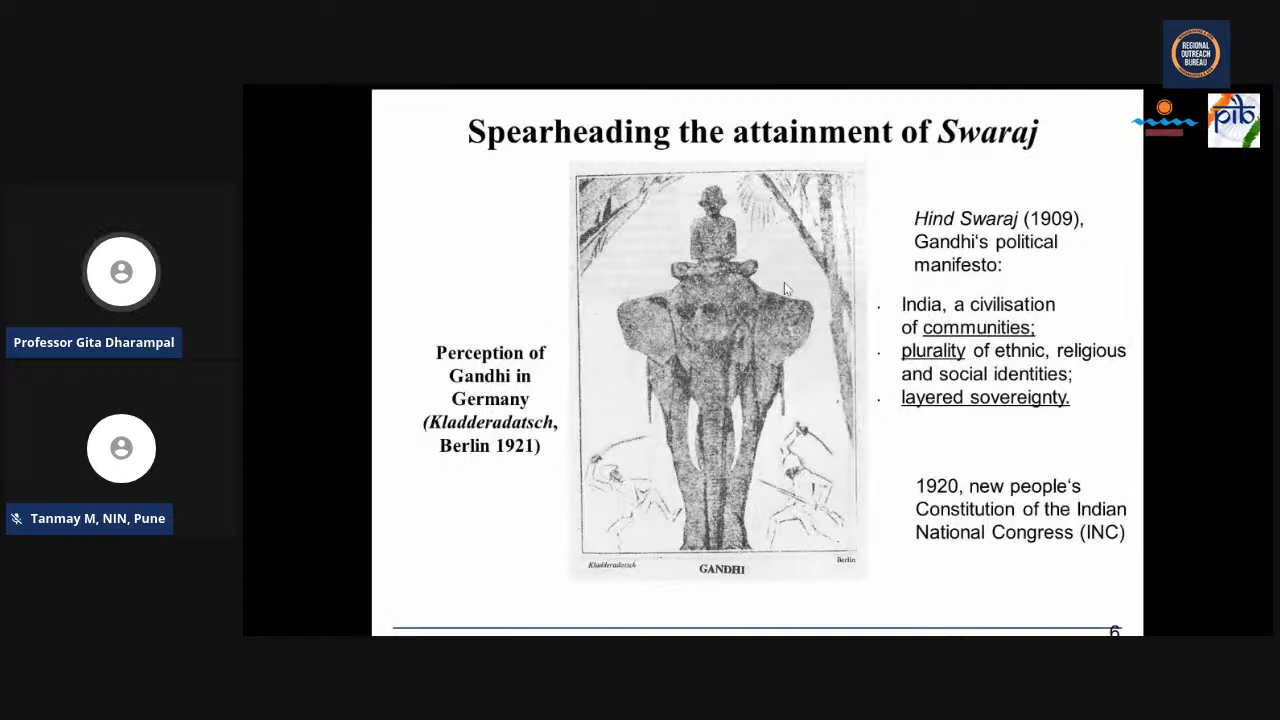 REGIONAL
OUTREACH
BUREAU
pib
Spearheading the attainment of Swaraj
Professor Gita Dharampal
Tanmay M, NIN, Pune
Perception of
Gandhi in
Germany
(Kladderadatsch,
Berlin 1921)
Kladderadatsch
GANDHI
Berlin
Hind Swaraj (1909),
Gandhi‘s political
manifesto:
· India, a civilisation
of communities;
· plurality of ethnic, religious
and social identities;
· layered sovereignty.
1920, new people‘s
Constitution of the Indian
National Congress (INC)
6